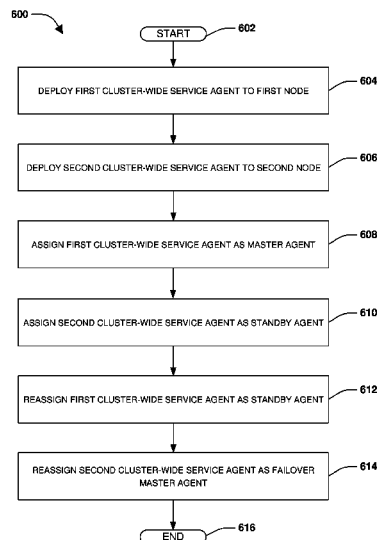 600
START
602
DEPLOY FIRST CLUSTER-WIDE SERVICE AGENT TO FIRST NODE
604
DEPLOY SECOND CLUSTER-WIDE SERVICE AGENT TO SECOND NODE
606
ASSIGN FIRST CLUSTER-WIDE SERVICE AGENT AS MASTER AGENT
608
ASSIGN SECOND CLUSTER-WIDE SERVICE AGENT AS STANDBY AGENT
610
REASSIGN FIRST CLUSTER-WIDE SERVICE AGENT AS STANDBY AGENT
612
REASSIGN SECOND CLUSTER-WIDE SERVICE AGENT AS FAILOVER
MASTER AGENT
614
END
616